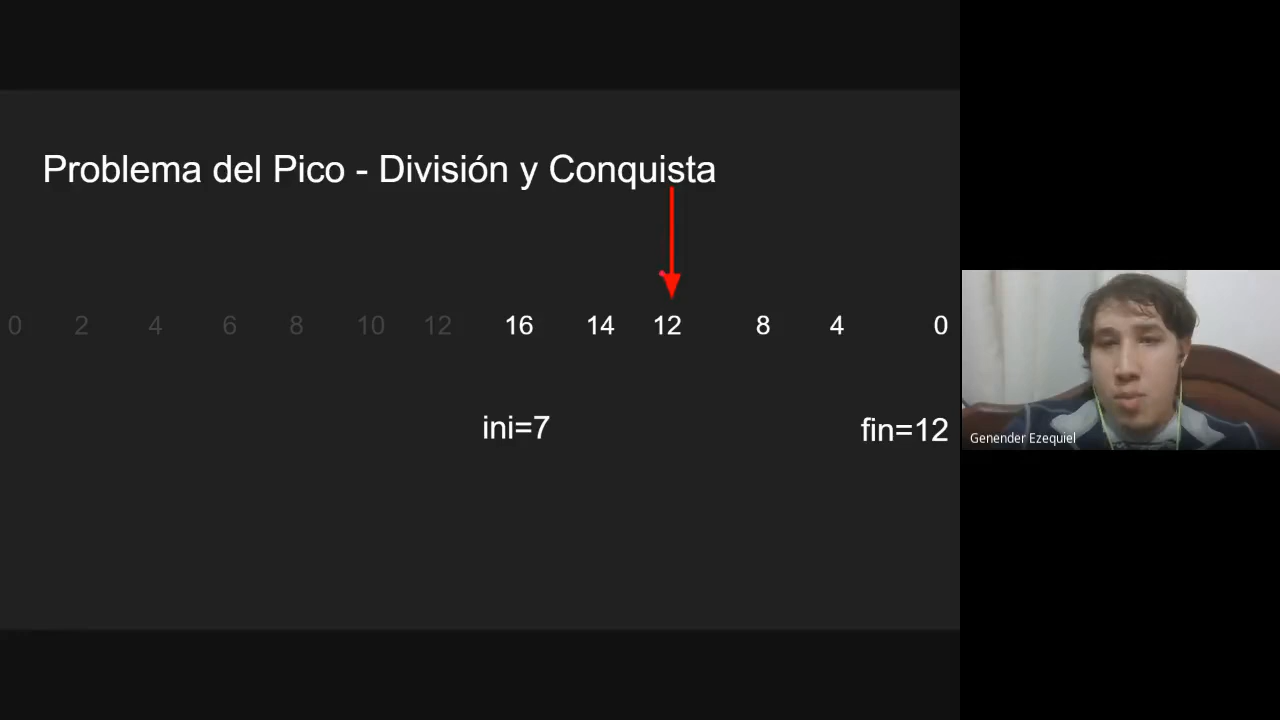 Problema del Pico - División y Conquista
0 2 4 6 8 10 12 16 14 12 8 4 0
ini=7 fin=12
Genender Ezequiel